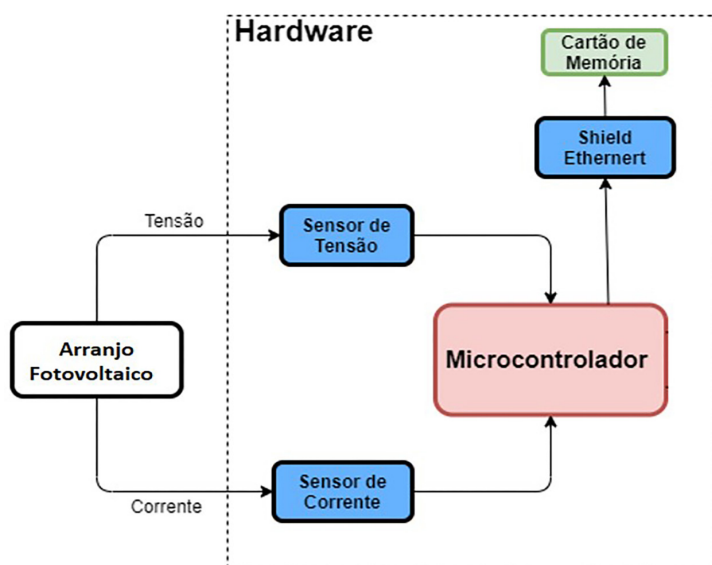 Hardware
Cartão de
Memória
Shield
Ethernert
Tensão
Sensor de
Tensão
Arranjo
Fotovoltaico
Microcontrolador
Corrente
Sensor de
Corrente